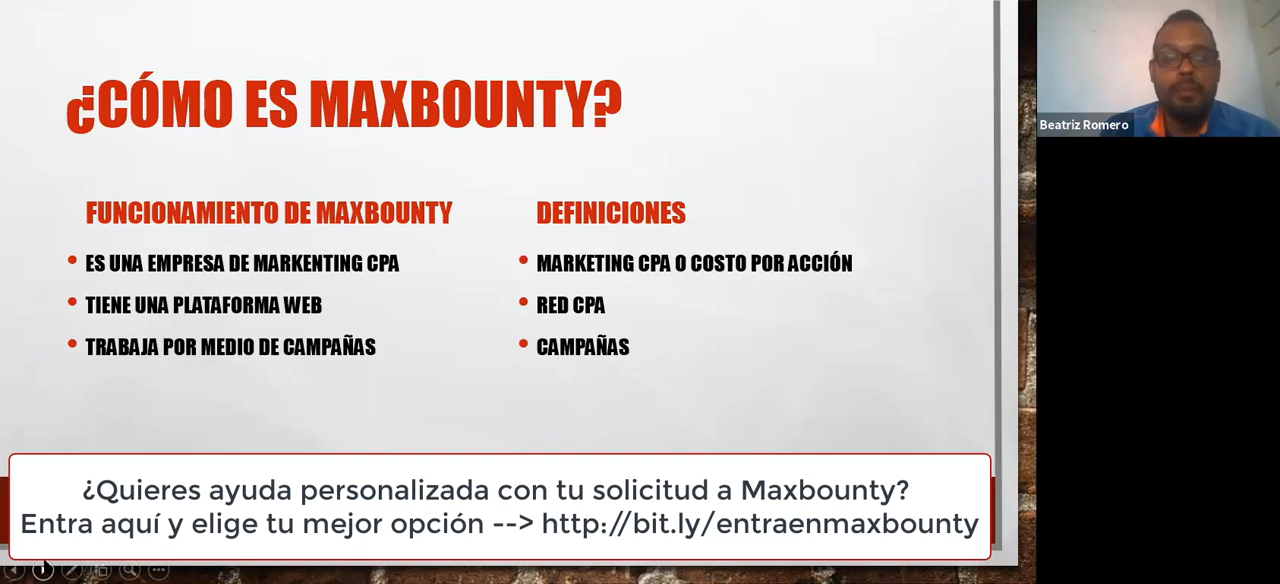 ¿CÓMO ES MAXBOUNTY?
FUNCIONAMIENTO DE MAXBOUNTY
• ES UNA EMPRESA DE MARKENTING CPA
• TIENE UNA PLATAFORMA WEB
• TRABAJA POR MEDIO DE CAMPAÑAS
DEFINICIONES
• MARKETING CPA O COSTO POR ACCIÓN
• RED CPA
• CAMPAÑAS
Beatriz Romero
¿Quieres ayuda personalizada con tu solicitud a Maxbounty?
Entra aquí y elige tu mejor opción --> http://bit.ly/entraenmaxbounty